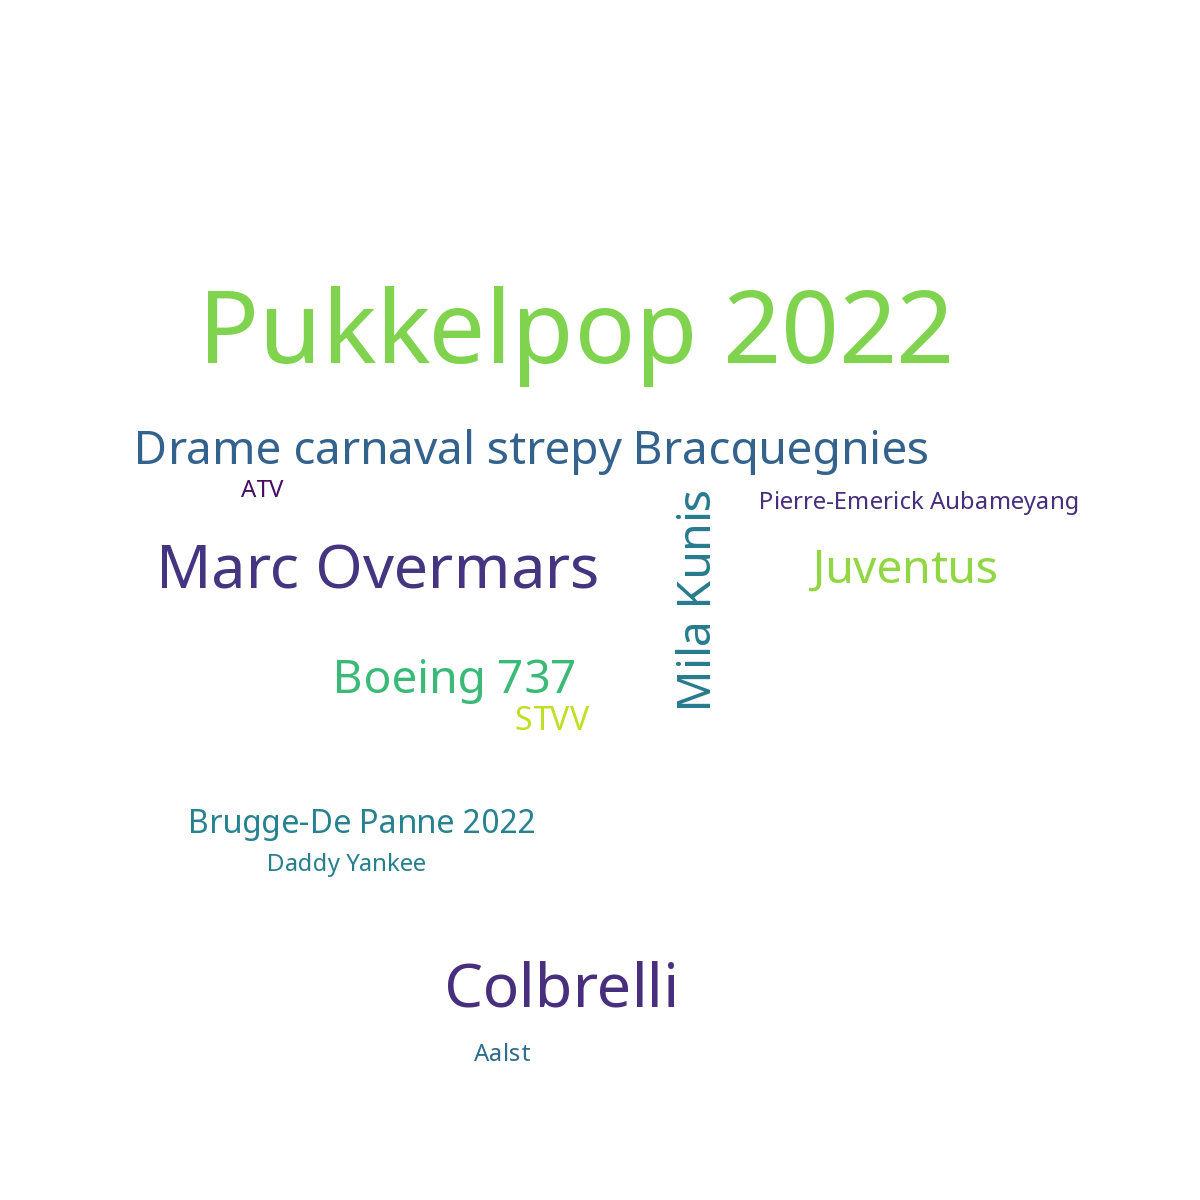 Pukkelpop 2022
Drame carnaval strepy Bracquegnies
ATV
Pierre-Emerick Aubameyang
Marc Overmars
Mila Kunis
Juventus
Boeing 737
STVV
Brugge-De Panne 2022
Daddy Yankee
Colbrelli
Aalst